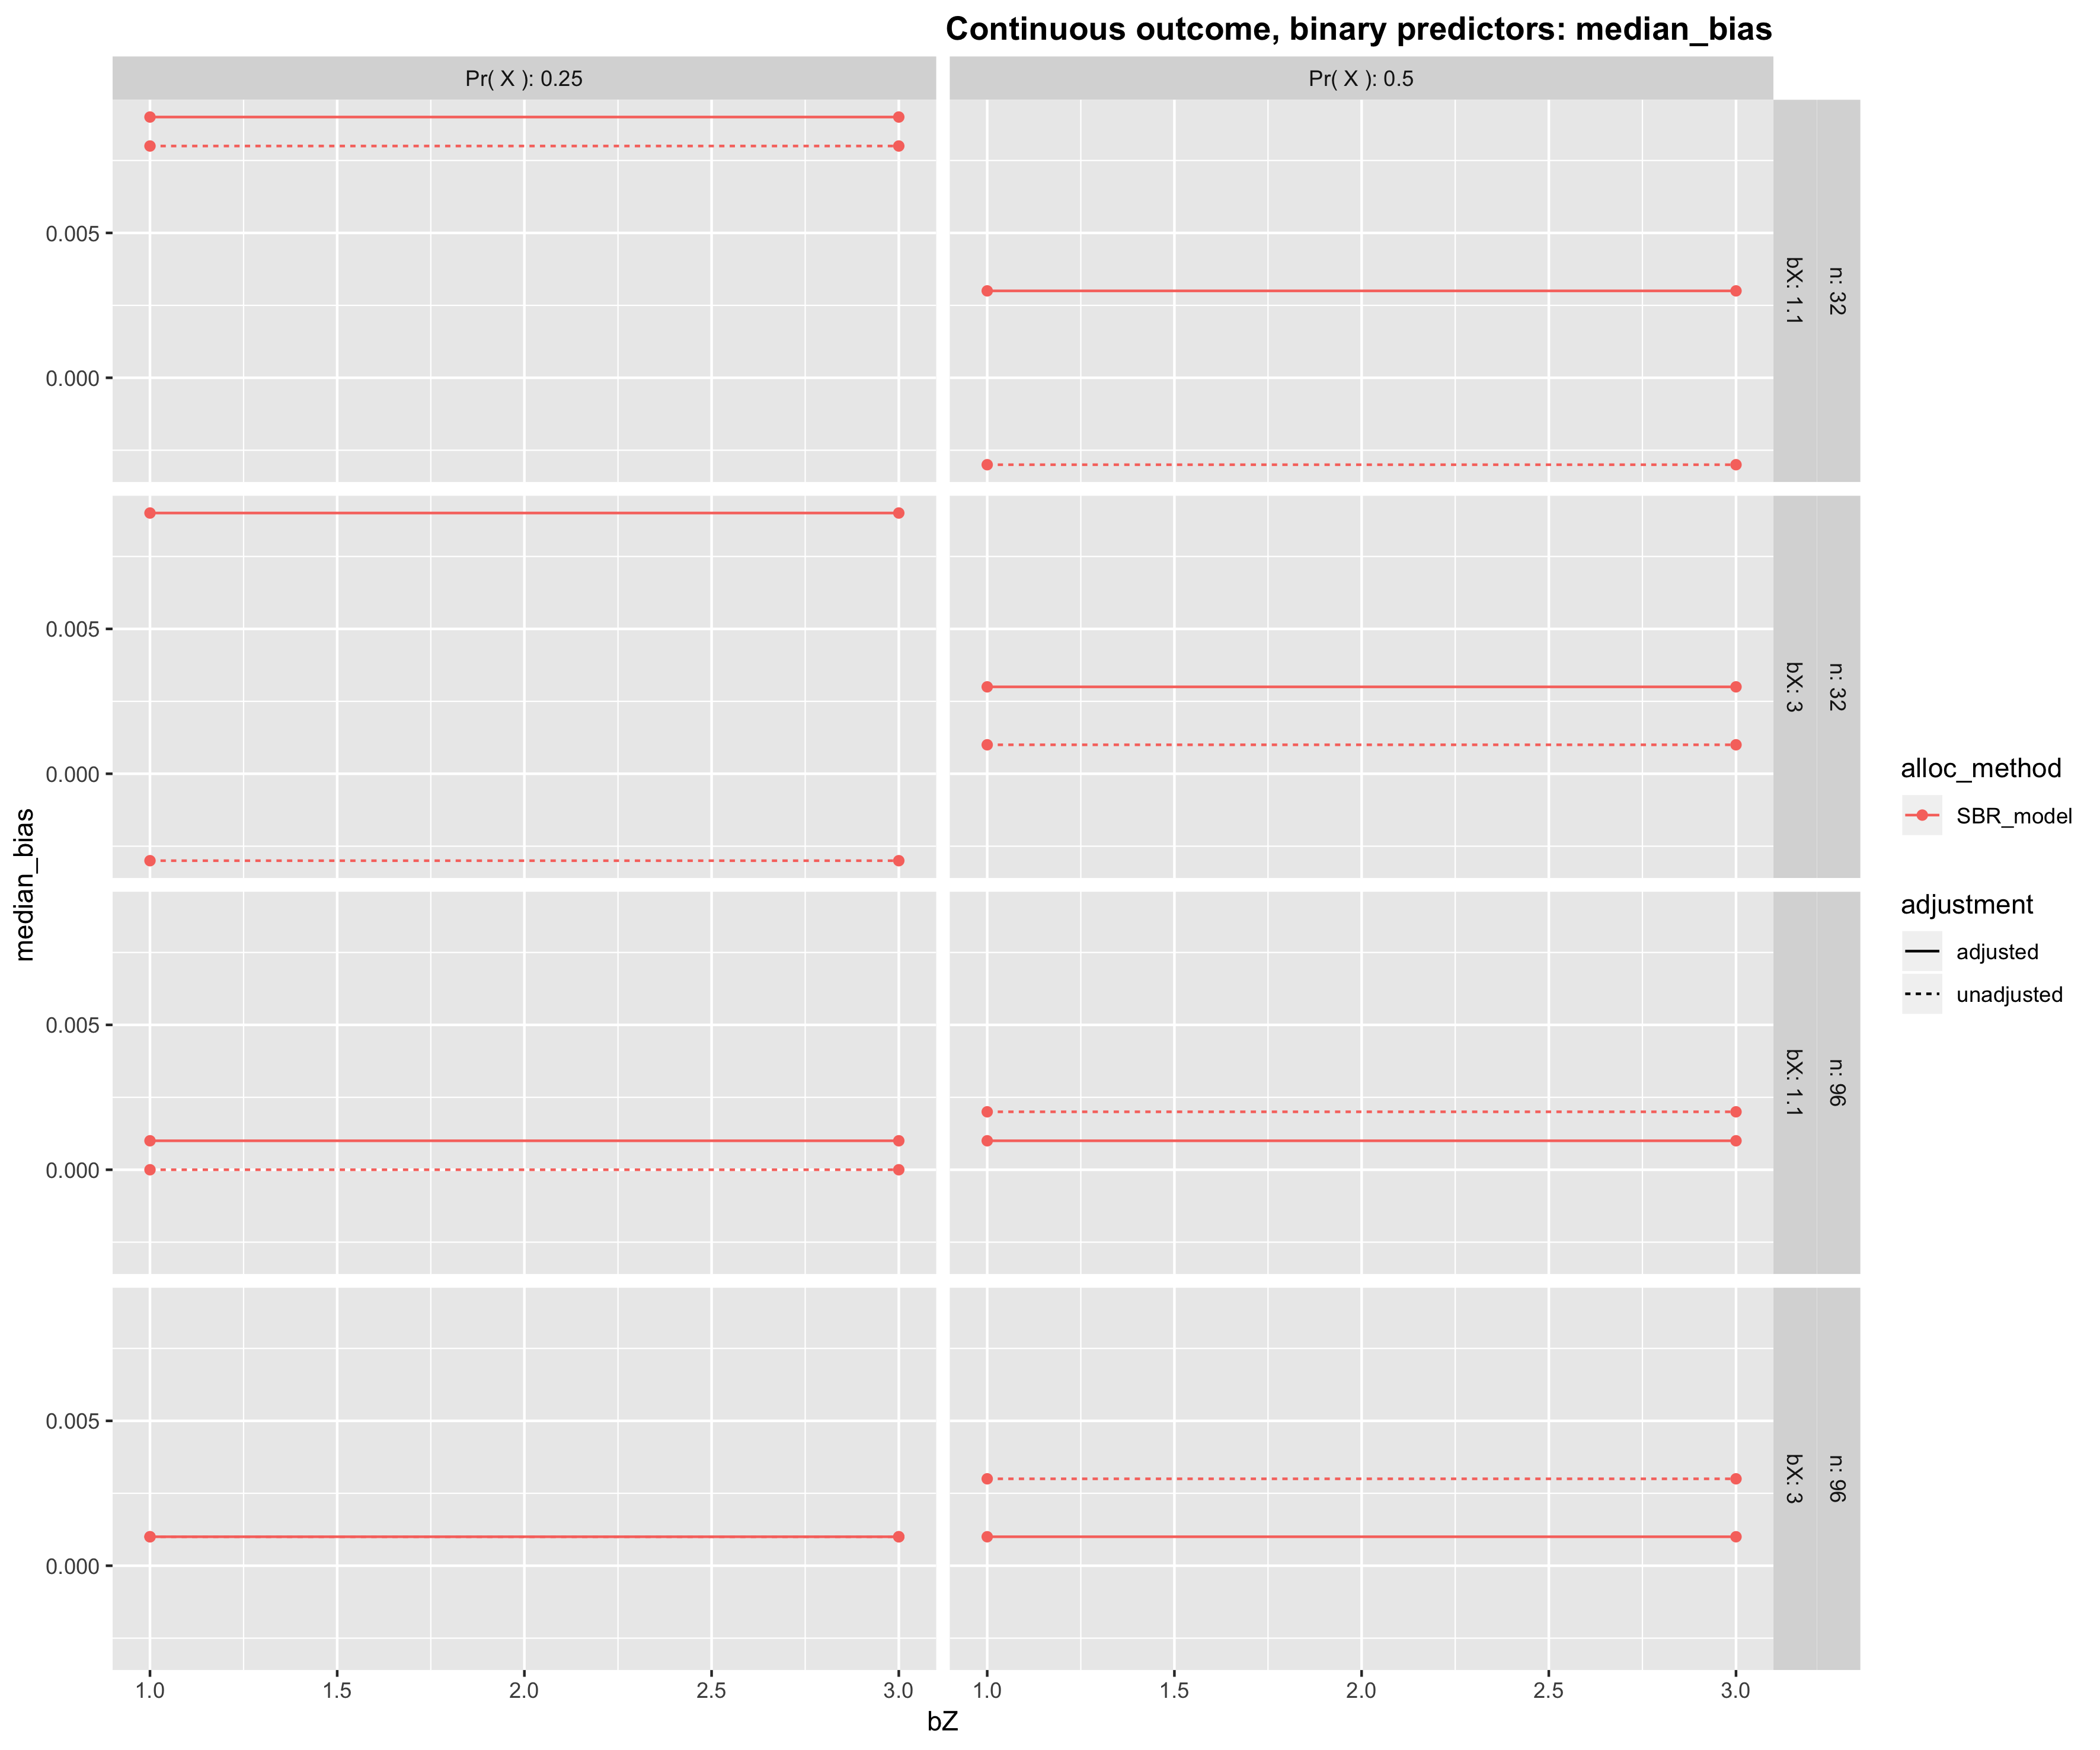 Continuous outcome, binary predictors: median_bias
Pr( X ): 0.25
Pr( X ): 0.5
0.005
0.000
bX: 1.1
n: 32
0.005
0.000
bX: 3
n: 32
0.005
0.000
bX: 1.1
n: 96
0.005
0.000
bX: 3
n: 96
median_bias
1.0 1.5 2.0 2.5 3.0
1.0 1.5 2.0 2.5 3.0
bZ
alloc_method
SBR_model
adjustment
adjusted
unadjusted